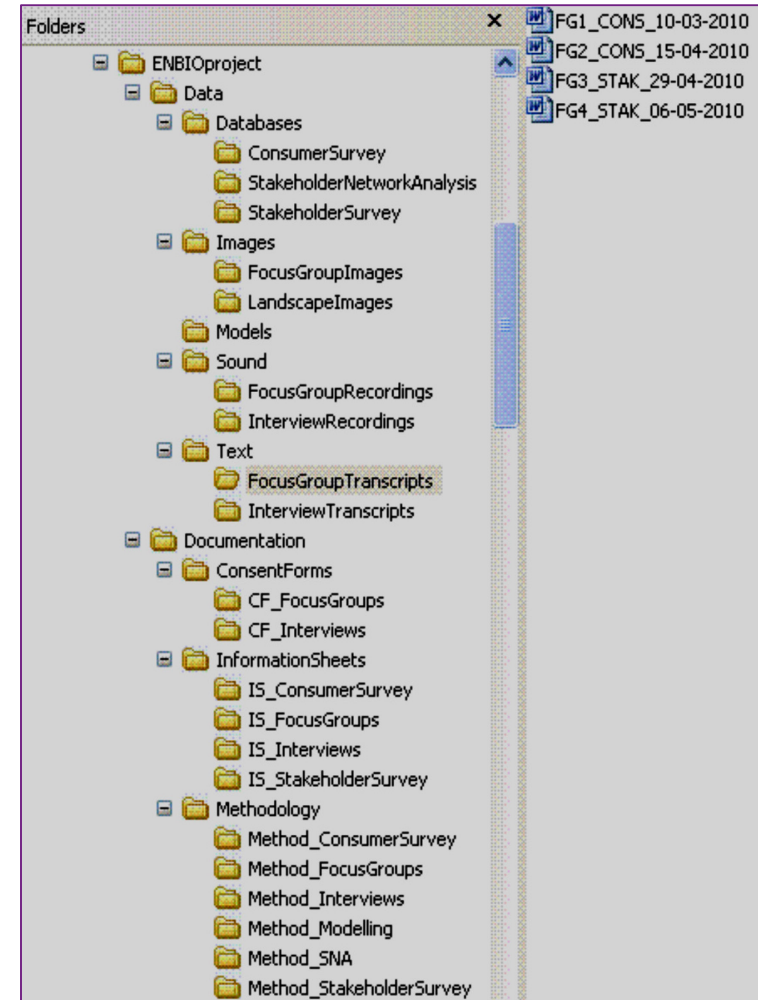 Folders
ENBIOproject
Data
Databases
ConsumerSurvey
StakeholderNetworkAnalysis
StakeholderSurvey
Images
FocusGroupImages
LandscapeImages
Models
Sound
FocusGroupRecordings
InterviewRecordings
Text
FocusGroupTranscripts
InterviewTranscripts
Documentation
ConsentForms
CF_FocusGroups
CF_Interviews
InformationSheets
IS_ConsumerSurvey
IS_FocusGroups
IS_Interviews
IS_StakeholderSurvey
Methodology
Method_ConsumerSurvey
Method_FocusGroups
Method_Interviews
Method_Modelling
Method_SNA
Method_StakeholderSurvey
FG1_CONS_10-03-2010
FG2_CONS_15-04-2010
FG3_STAK_29-04-2010
FG4_STAK_06-05-2010